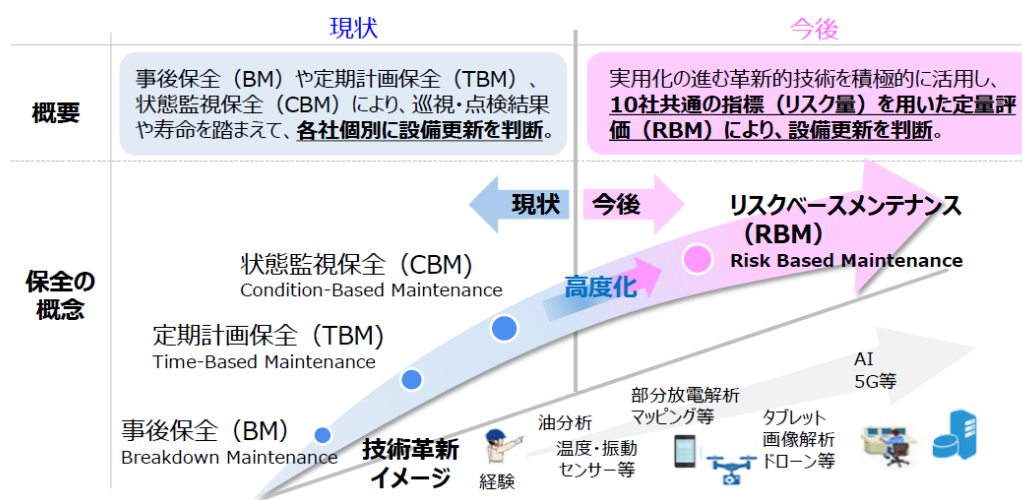 現状
今後
概要
事後保全（BM）や定期計画保全（TBM）、
状態監視保全（CBM）により、巡視・点検結果
や寿命を踏まえて、各社個別に設備更新を判断。
実用化の進む革新的技術を積極的に活用し、
10社共通の指標（リスク量）を用いた定量評
価（RBM）により、設備更新を判断。
現状
今後
リスクベースメンテナンス
（RBM）
Risk Based Maintenance
保全の
概念
状態監視保全（CBM）
Condition-Based Maintenance
高度化
定期計画保全（TBM）
Time-Based Maintenance
事後保全（BM）
Breakdown Maintenance
技術革新
イメージ
経験
油分析
温度・振動
センサー等
部分放電解析
マッピング等
タブレット
画像解析
ドローン等
AI
5G等